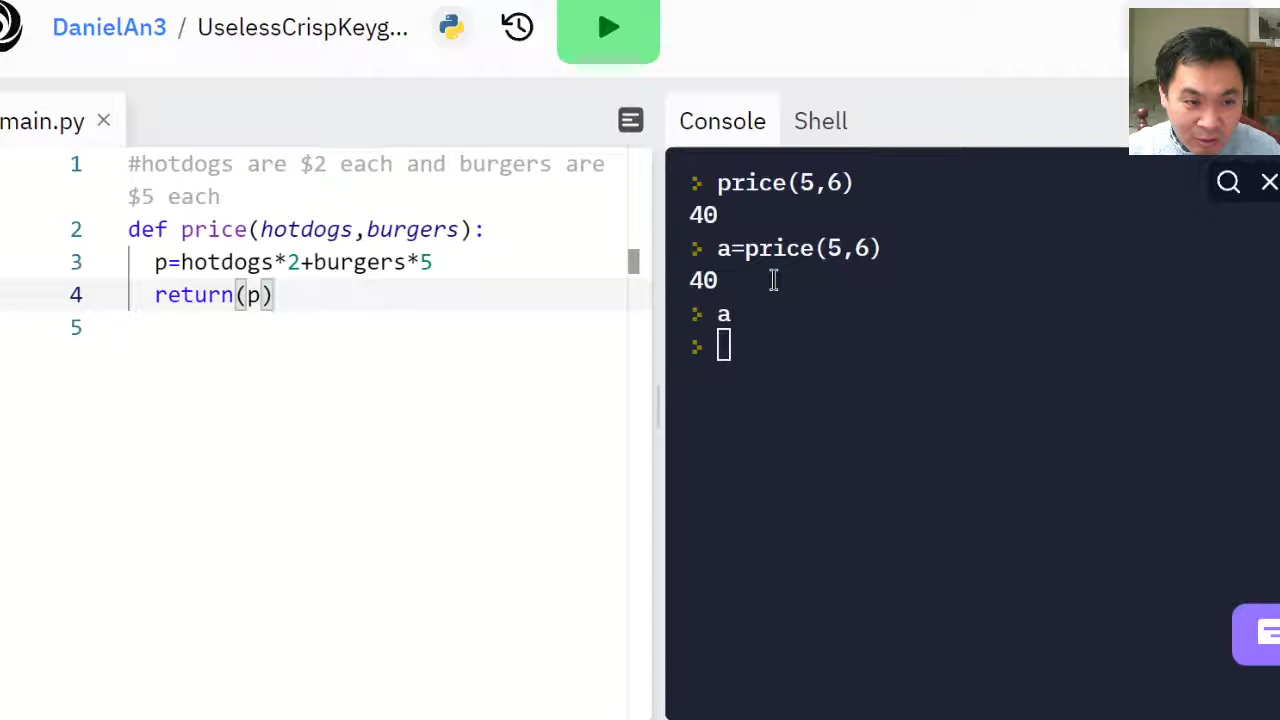 DanielAn3 / UselessCrispKeyg...
main.py ×
Console Shell
1 #hotdogs are $2 each and burgers are
$5 each
2 def price(hotdogs,burgers):
3 p=hotdogs*2+burgers*5
4 return(p)
5
price(5,6)
40
a=price(5,6)
40
a